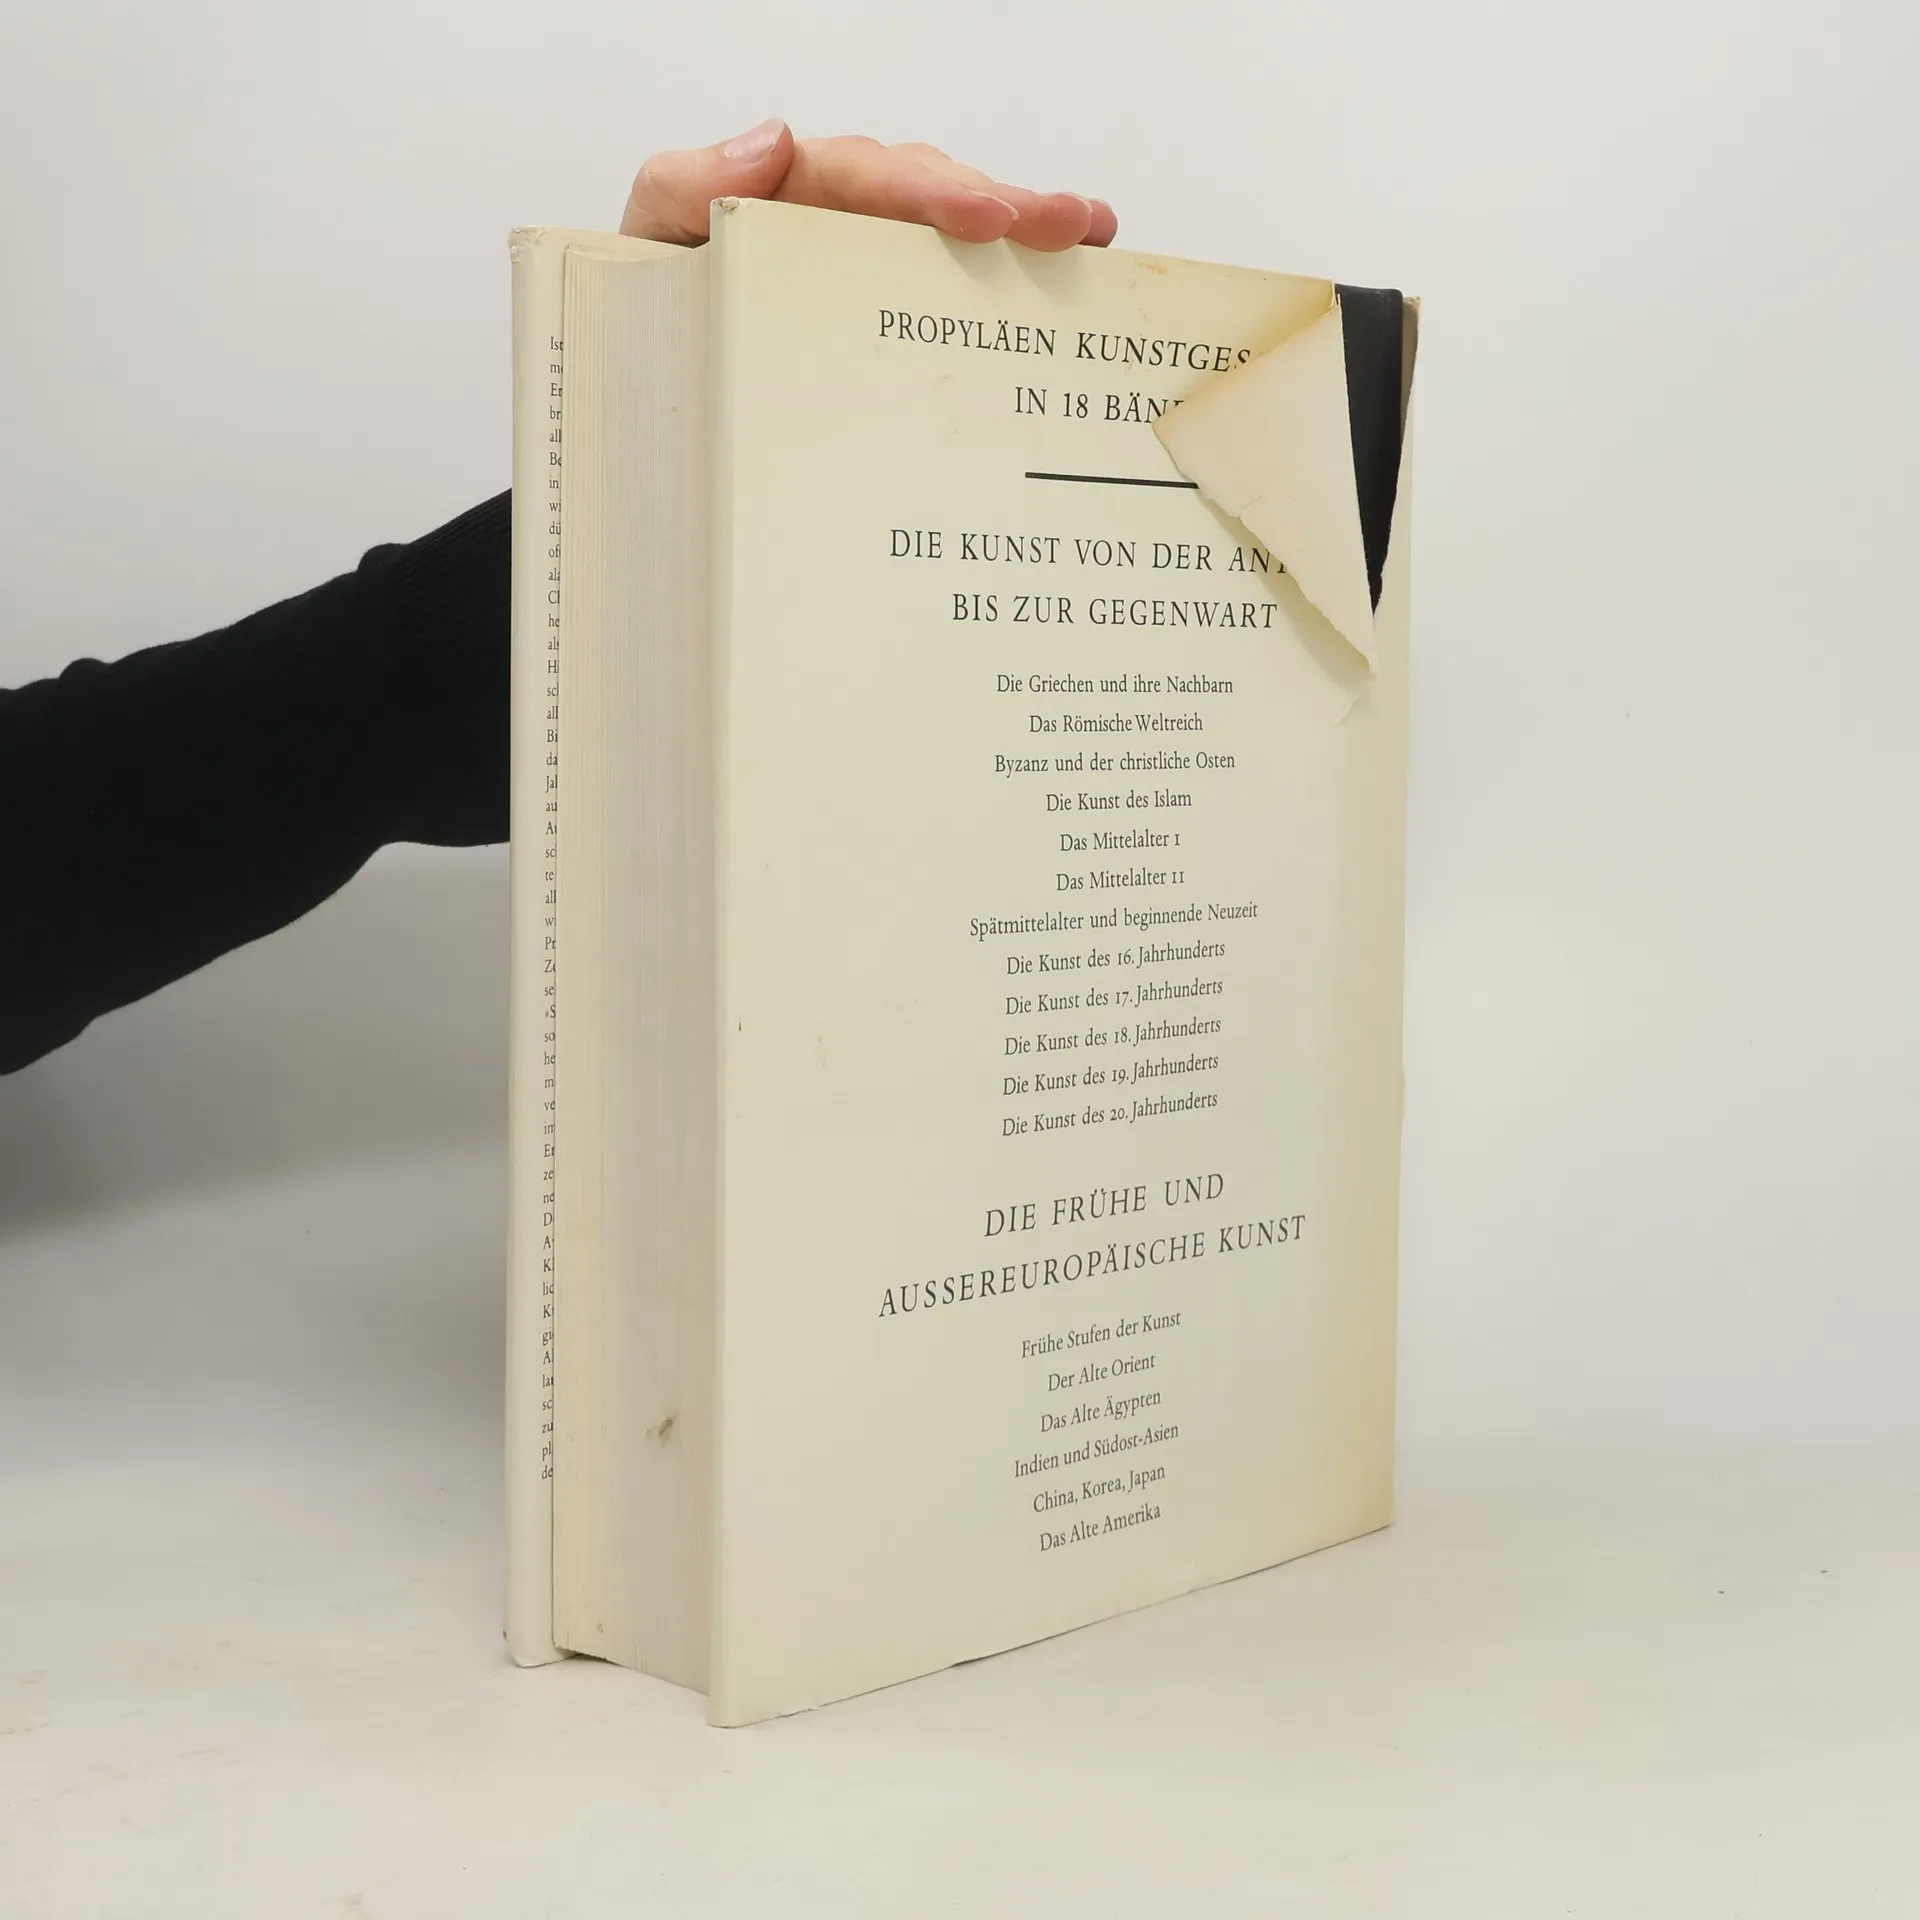 PROPYLÄEN KUNSTGES
IN 18 BÄN
DIE KUNST VON DER ANT
BIS ZUR GEGENWART
Die Griechen und ihre Nachbarn
Das Römische Weltreich
Byzanz und der christliche Osten
Die Kunst des Islam
Das Mittelalter I
Das Mittelalter II
Spätmittelalter und beginnende Neuzeit
Die Kunst des 16. Jahrhunderts
Die Kunst des 17. Jahrhunderts
Die Kunst des 18. Jahrhunderts
Die Kunst des 19. Jahrhunderts
Die Kunst des 20. Jahrhunderts
DIE FRÜHE UND
AUSSEREUROPÄISCHE KUNST
Frühe Stufen der Kunst
Der Alte Orient
Das Alte Ägypten
Indien und Südost-Asien
China, Korea, Japan
Das Alte Amerika